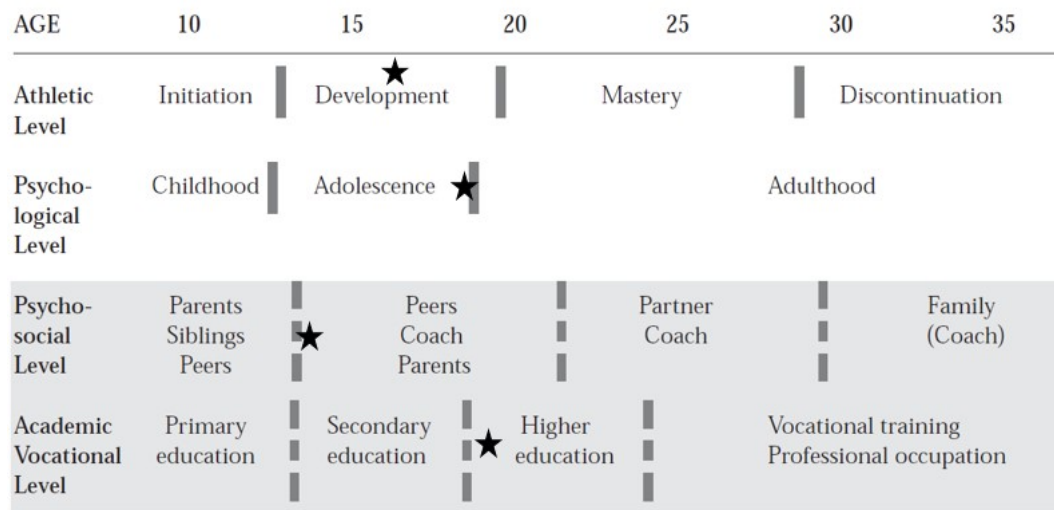 AGE 10 15 20 25 30 35
Athletic Initiation Development Mastery Discontinuation
Level
Psycho- Childhood Adolescence Adulthood
logical
Level
Psycho- Parents Peers Partner Family
social Siblings Coach Coach (Coach)
Level Peers Parents
Academic Primary Secondary Higher Vocational training
Vocational education education education Professional occupation
Level